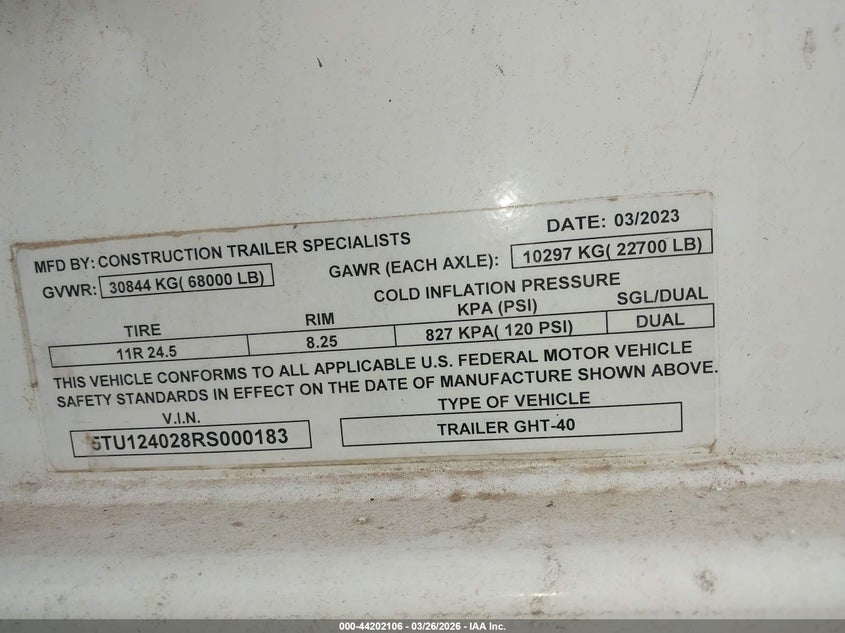 DATE: 03/2023
MFD BY: CONSTRUCTION TRAILER SPECIALISTS
GVWR: 30844 KG( 68000 LB) GAWR (EACH AXLE): 10297 KG( 22700 LB)
COLD INFLATION PRESSURE
TIRE RIM KPA (PSI) SGL/DUAL
11R 24.5 8.25 827 KPA( 120 PSI) DUAL
THIS VEHICLE CONFORMS TO ALL APPLICABLE U.S. FEDERAL MOTOR VEHICLE
SAFETY STANDARDS IN EFFECT ON THE DATE OF MANUFACTURE SHOWN ABOVE.
V.I.N. TYPE OF VEHICLE
5TU124028RS000183 TRAILER GHT-40
000-44202106 - 03/26/2026 - IAA Inc.